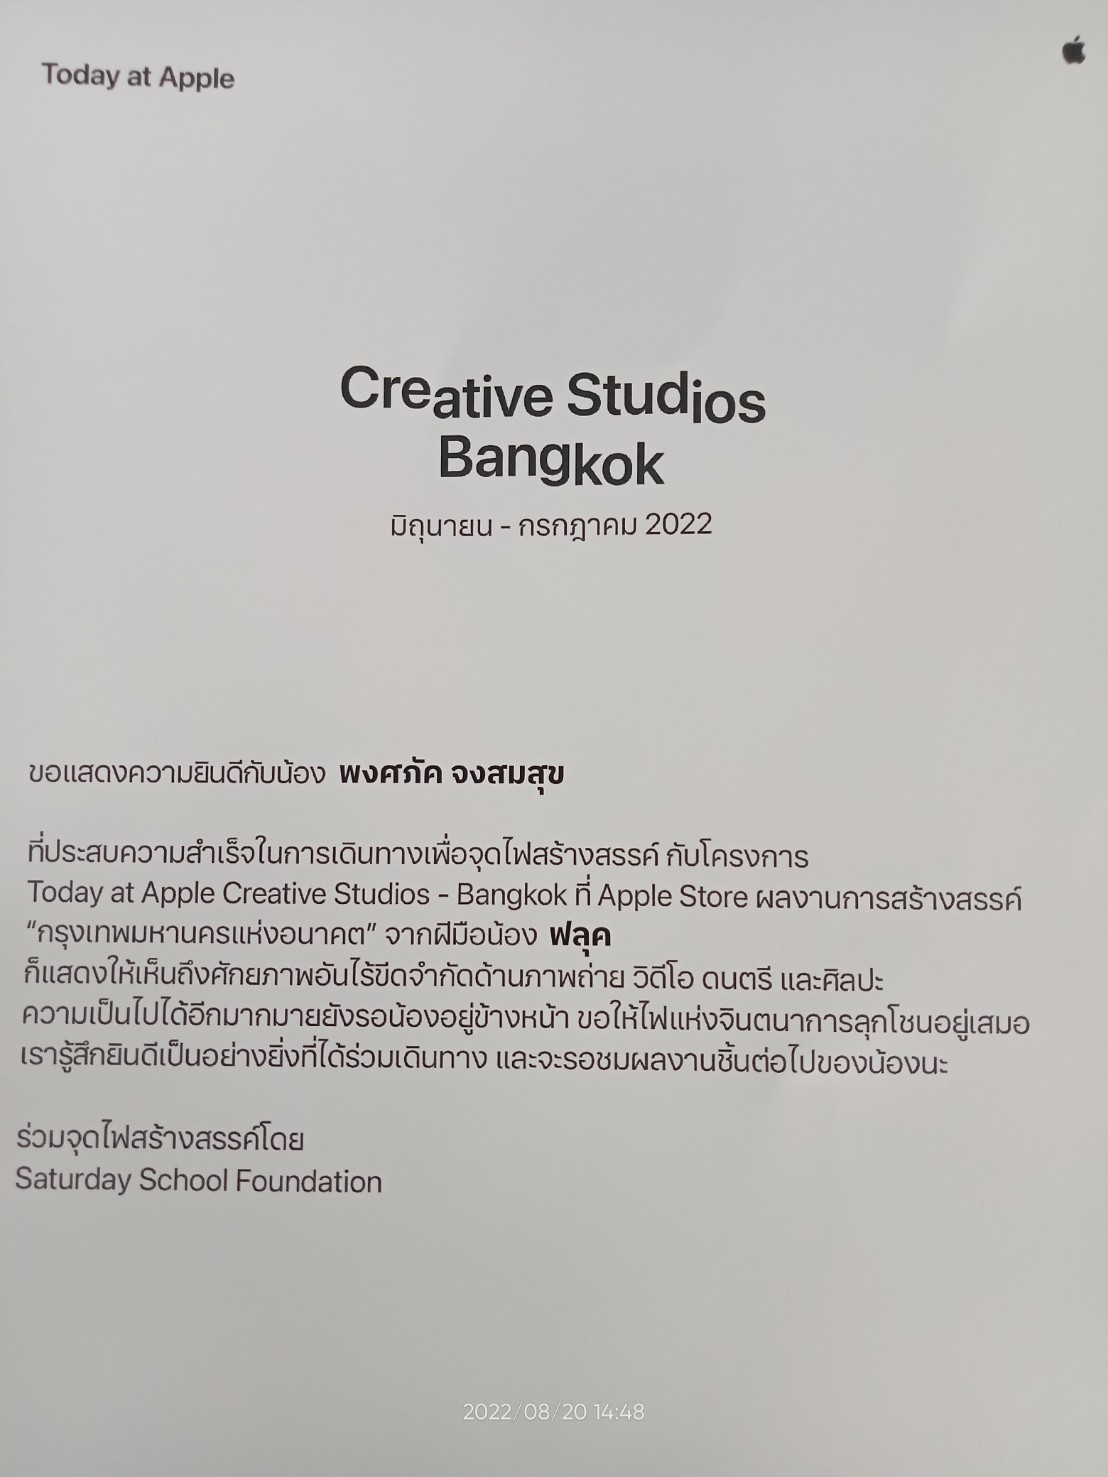 Today at Apple
Creative Studios
Bangkok
มิถุนายน - กรกฎาคม 2022
ขอแสดงความยินดีกับน้อง พงศภัค จงสมสุข
ที่ประสบความสำเร็จในการเดินทางเพื่อจุดไฟสร้างสรรค์ กับโครงการ
Today at Apple Creative Studios - Bangkok ที่ Apple Store ผลงานการสร้างสรรค์
“กรุงเทพมหานครแห่งอนาคต” จากฝีมือน้อง ฟลุค
ก็แสดงให้เห็นถึงศักยภาพอันไร้ขีดจำกัดด้านภาพถ่าย วิดีโอ ดนตรี และศิลปะ
ความเป็นไปได้อีกมากมายยังรอน้องอยู่ข้างหน้า ขอให้ไฟแห่งจินตนาการลุกโชนอยู่เสมอ
เรารู้สึกยินดีเป็นอย่างยิ่งที่ได้ร่วมเดินทาง และจะรอชมผลงานชิ้นต่อไปของน้องนะ
ร่วมจุดไฟสร้างสรรค์โดย
Saturday School Foundation
2022/08/20 14:48